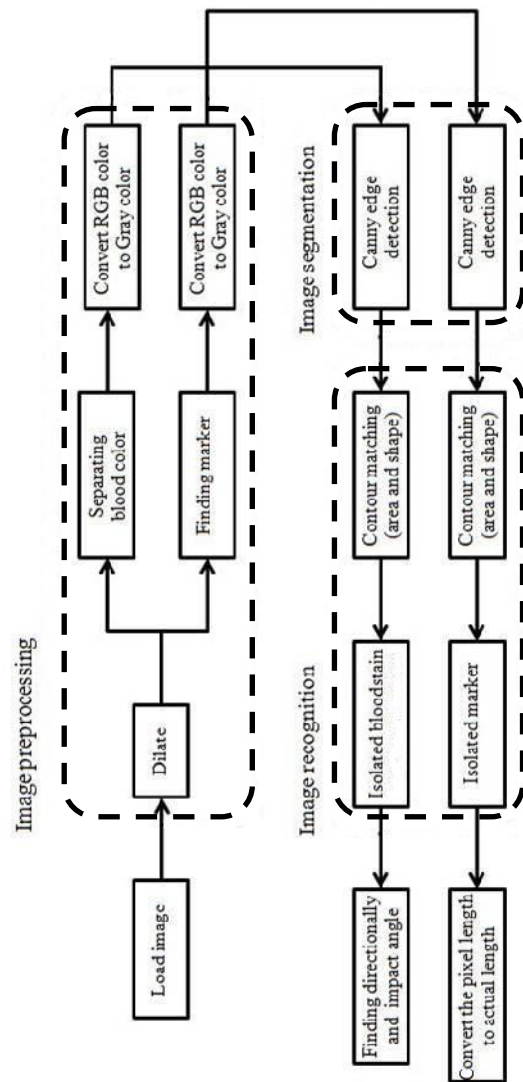 Image preprocessing
Load image
Dilate
Separating
blood color
Convert RGB color
to Gray color
Finding marker
Convert RGB color
to Gray color
Image recognition
Image segmentation
Finding directionally
and impact angle
Isolated bloodstain
Contour matching
(area and shape)
Canny edge
detection
Convert the pixel length
to actual length
Isolated marker
Contour matching
(area and shape)
Canny edge
detection